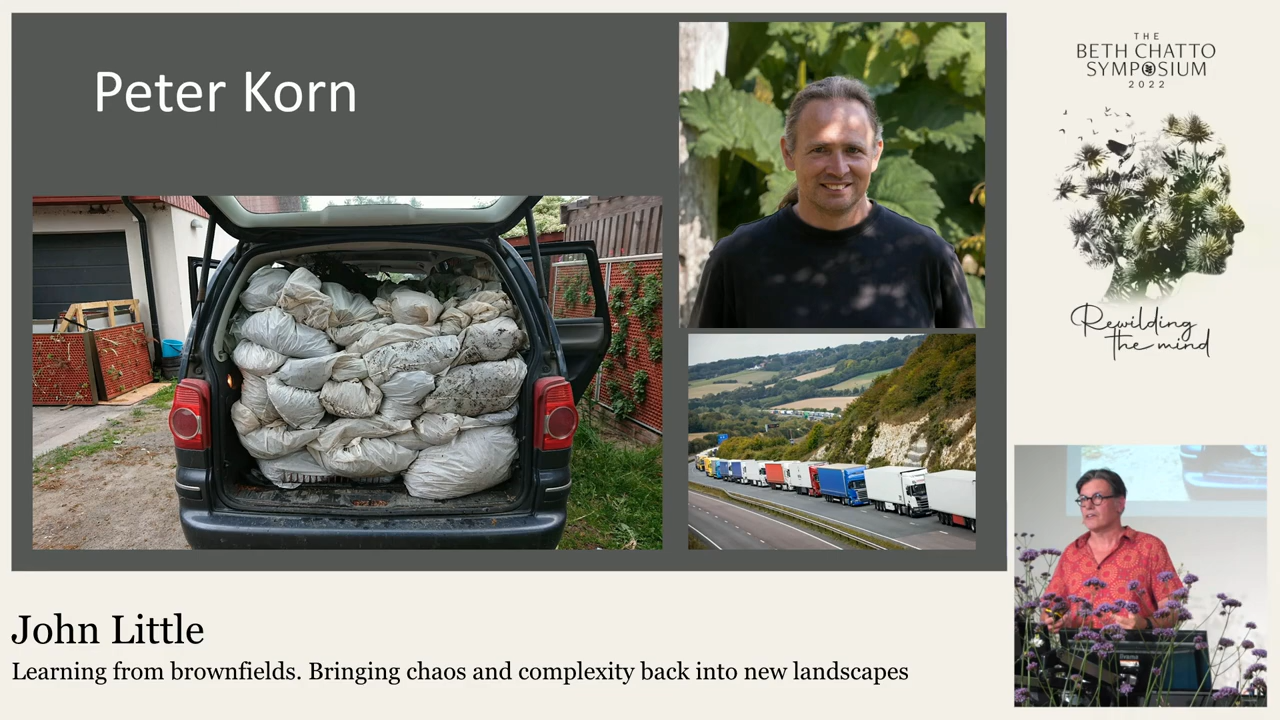 Peter Korn
THE
BETH CHATTO
SYMPOSIUM
2022
Rewilding
the mind
John Little
Learning from brownfields. Bringing chaos and complexity back into new landscapes